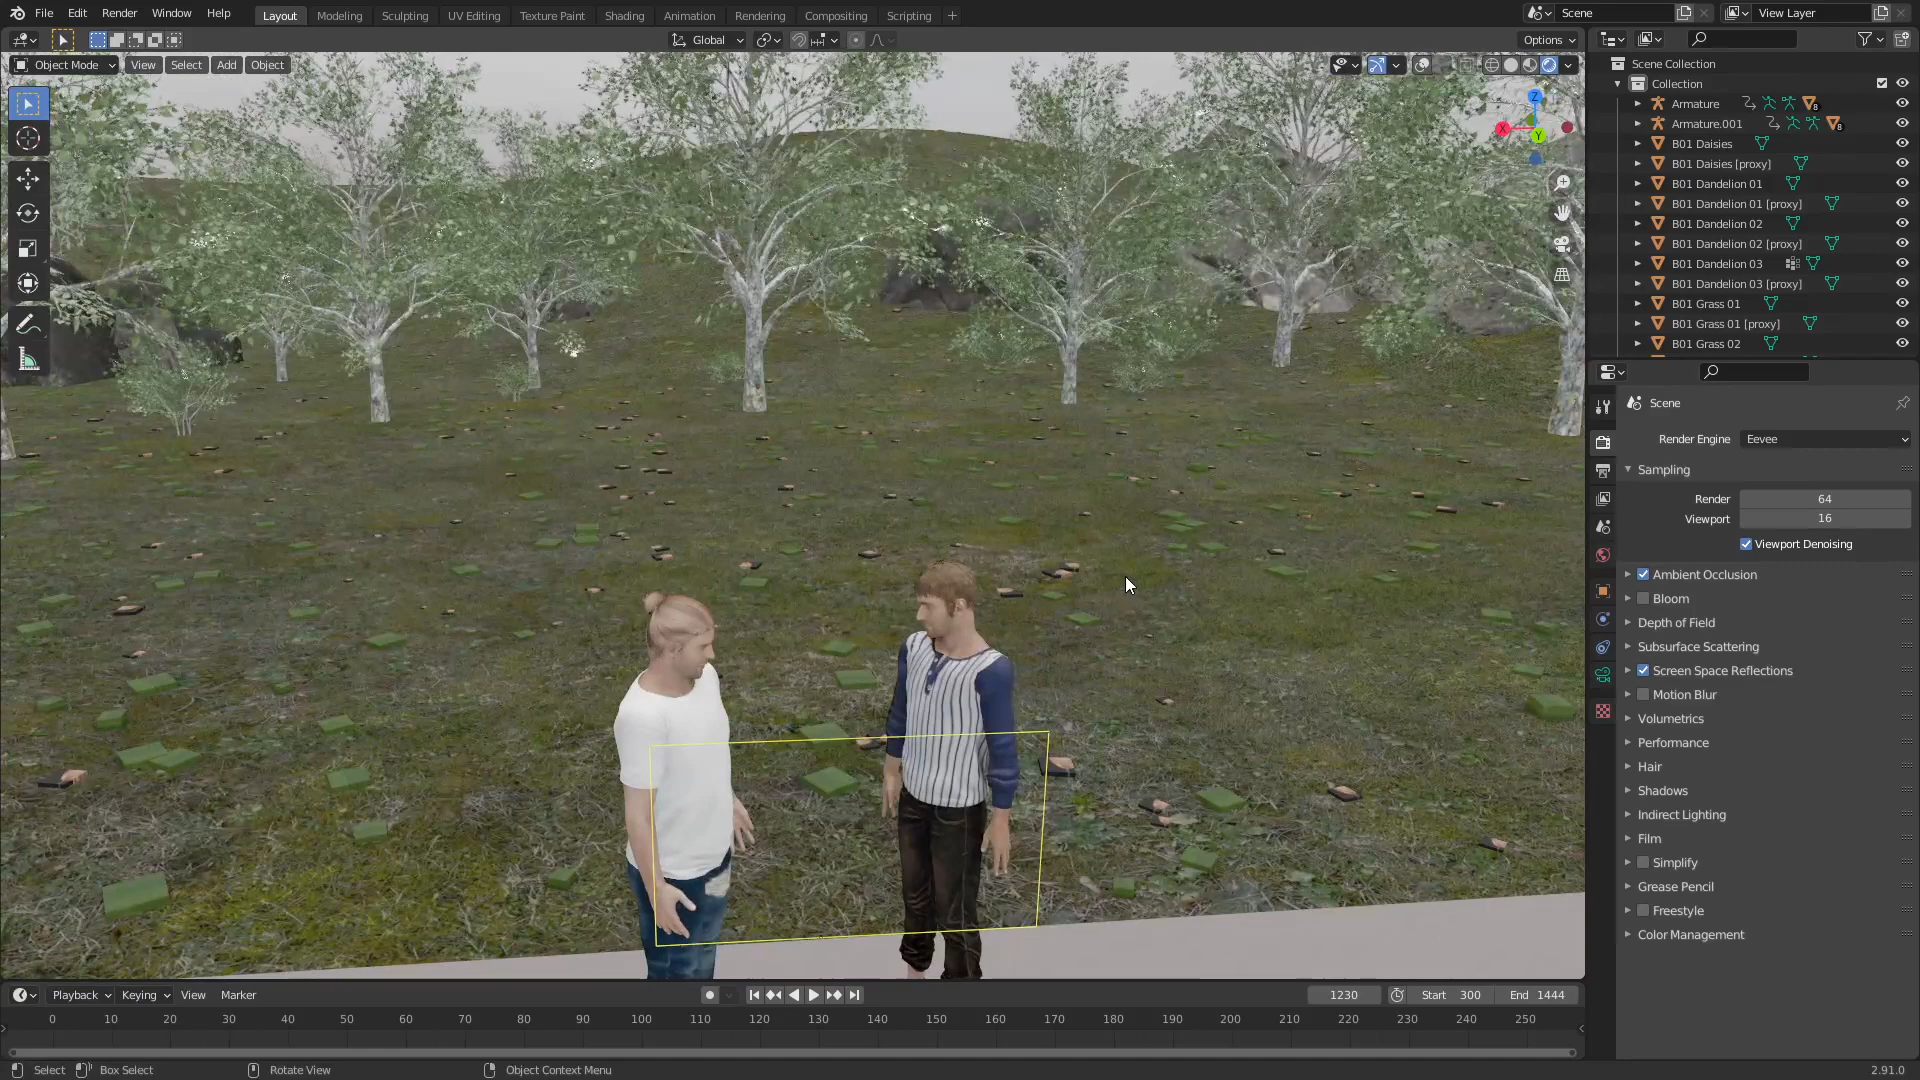 File Edit Render Window Help Layout Modeling Sculpting UV Editing Texture Paint Shading Animation Rendering Compositing Scripting + Scene View Layer
Global Options
Object Mode View Select Add Object
Z
X
Y
Scene Collection
Collection
Armature 8
Armature.001 8
B01 Daisies
B01 Daisies [proxy]
B01 Dandelion 01
B01 Dandelion 01 [proxy]
B01 Dandelion 02
B01 Dandelion 02 [proxy]
B01 Dandelion 03
B01 Dandelion 03 [proxy]
B01 Grass 01
B01 Grass 01 [proxy]
B01 Grass 02
Scene
Render Engine Eevee
Sampling
Render 64
Viewport 16
Viewport Denoising
Ambient Occlusion
Bloom
Depth of Field
Subsurface Scattering
Screen Space Reflections
Motion Blur
Volumetrics
Performance
Hair
Shadows
Indirect Lighting
Film
Simplify
Grease Pencil
Freestyle
Color Management
Playback Keying View Marker 1230 Start 300 End 1444
0 10 20 30 40 50 60 70 80 90 100 110 120 130 140 150 160 170 180 190 200 210 220 230 240 250
Select Box Select Rotate View Object Context Menu 2.91.0